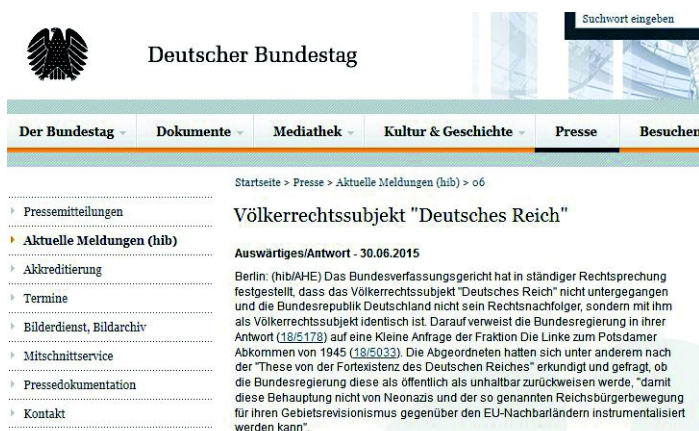 Suchwort eingeben
Deutscher Bundestag
Der Bundestag Dokumente Mediathek Kultur & Geschichte Presse Besuchen
Startseite > Presse > Aktuelle Meldungen (hib) > 06
Pressemitteilungen
Aktuelle Meldungen (hib)
Akkreditierung
Termine
Bilderdienst, Bildarchiv
Mitschnittservice
Pressedokumentation
Kontakt
Völkerrechtssubjekt "Deutsches Reich"
Auswärtiges/Antwort - 30.06.2015
Berlin: (hib/AHE) Das Bundesverfassungsgericht hat in ständiger Rechtsprechung
festgestellt, dass das Völkerrechtssubjekt "Deutsches Reich" nicht untergegangen
und die Bundesrepublik Deutschland nicht sein Rechtsnachfolger, sondern mit ihm
als Völkerrechtssubjekt identisch ist. Darauf verweist die Bundesregierung in ihrer
Antwort (18/5178) auf eine Kleine Anfrage der Fraktion Die Linke zum Potsdamer
Abkommen von 1945 (18/5033). Die Abgeordneten hatten sich unter anderem nach
der "These von der Fortexistenz des Deutschen Reiches" erkundigt und gefragt, ob
die Bundesregierung diese als öffentlich als unhaltbar zurückweisen werde, "damit
diese Behauptung nicht von Neonazis und der so genannten Reichsbürgerbewegung
für ihren Gebietsrevisionismus gegenüber den EU-Nachbarländern instrumentalisiert
werden kann".